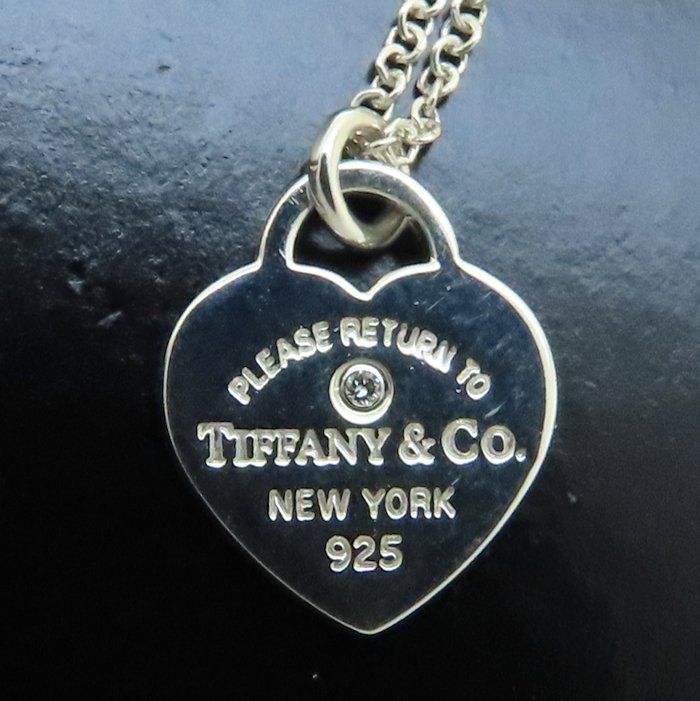 PLEASE RETURN TO
TIFFANY & CO.
NEW YORK
925